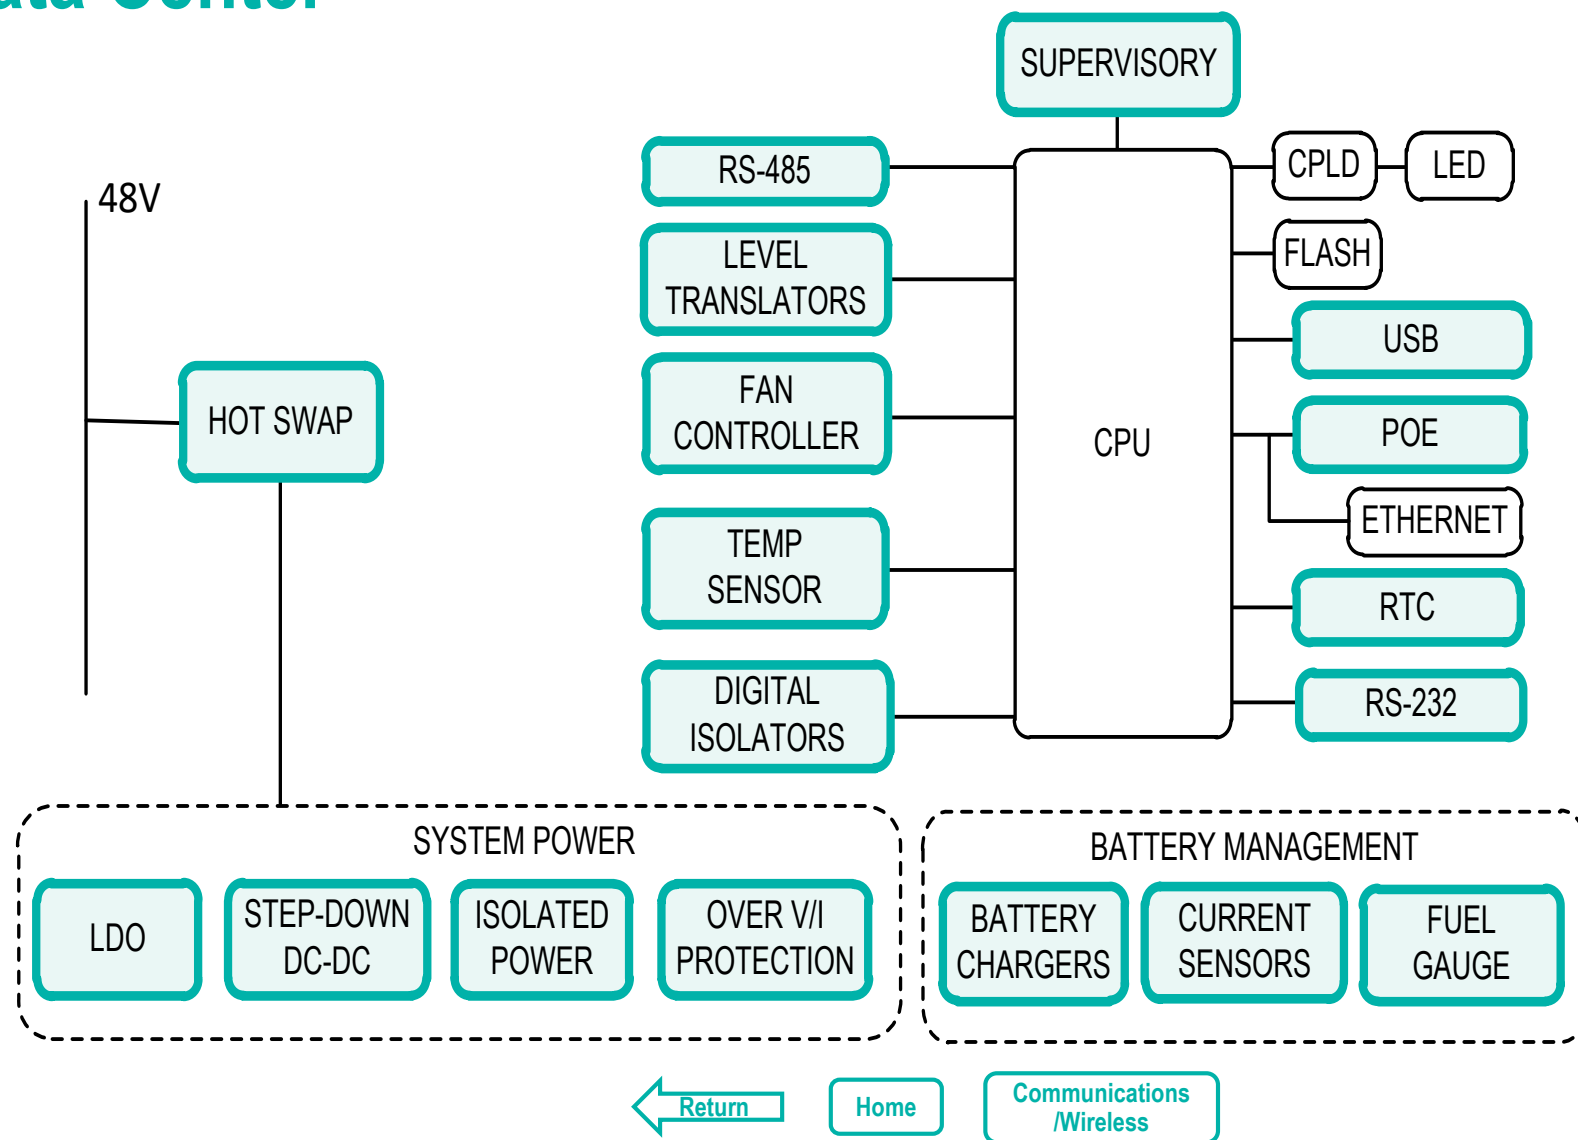 SUPERVISORY
RS-485
CPLD
LED
48V
LEVEL
TRANSLATORS
FLASH
USB
FAN
CONTROLLER
HOT SWAP
CPU
POE
ETHERNET
TEMP
SENSOR
RTC
DIGITAL
ISOLATORS
RS-232
SYSTEM POWER
LDO
STEP-DOWN
DC-DC
ISOLATED
POWER
OVER V/I
PROTECTION
BATTERY MANAGEMENT
BATTERY
CHARGERS
CURRENT
SENSORS
FUEL
GAUGE
Return
Home
Communications
/Wireless